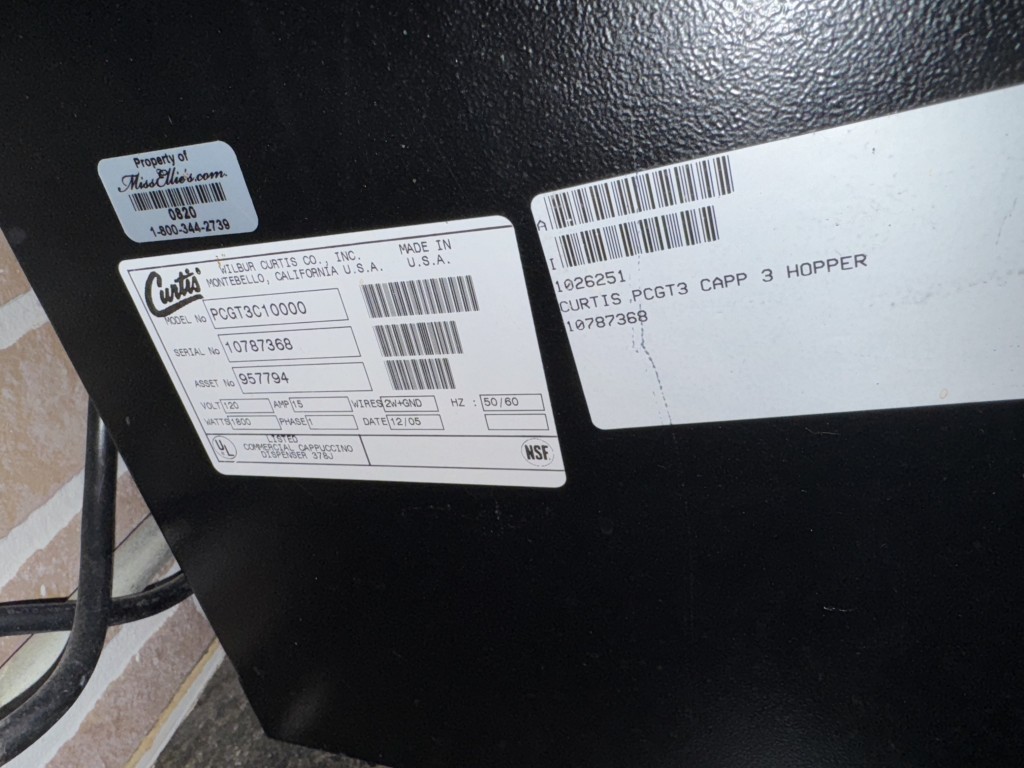 Property of
MissEllie's.com
0820
1-800-344-2739
Curtis
WILBUR CURTIS CO., INC.
MONTEBELLO, CALIFORNIA U.S.A.
MADE IN
U.S.A.
MODEL No PCGT3C10000
SERIAL No 10787368
ASSET No 957794
VOLT 120 AMP 15 WIRES 2W+GND HZ : 50/60
WATTS 1800 PHASE 1 DATE 12/05
UL
LISTED
COMMERCIAL CAPPUCCINO
DISPENSER 378J
NSF
A
I
1026251
CURTIS PCGT3 CAPP 3 HOPPER
10787368